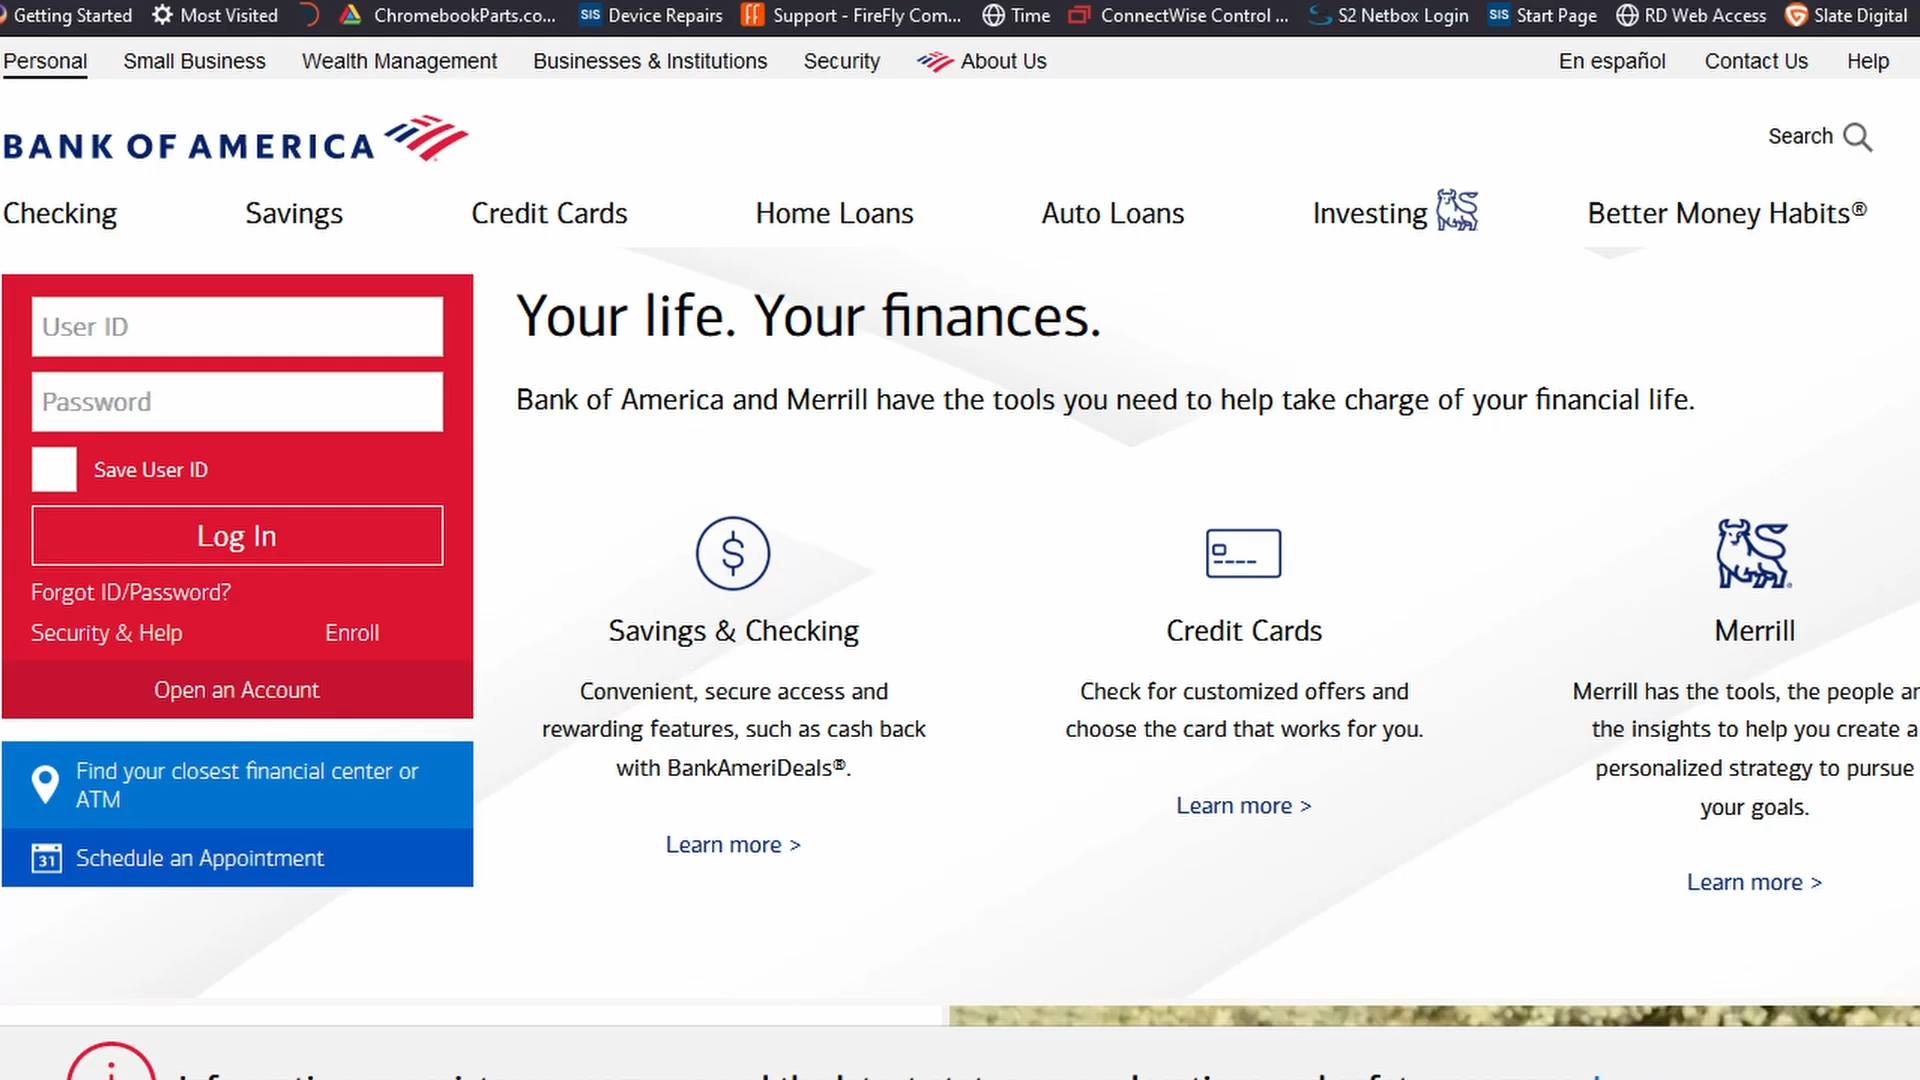 Getting Started Most Visited ChromebookParts.co... SIS Device Repairs ff Support - FireFly Com... Time ConnectWise Control ... S2 Netbox Login SIS Start Page RD Web Access Slate Digital
Personal Small Business Wealth Management Businesses & Institutions Security About Us En español Contact Us Help
BANK OF AMERICA Search
Checking Savings Credit Cards Home Loans Auto Loans Investing Better Money Habits®
User ID
Password
Save User ID
Log In
Forgot ID/Password?
Security & Help Enroll
Open an Account
Find your closest financial center or
ATM
31 Schedule an Appointment
Your life. Your finances.
Bank of America and Merrill have the tools you need to help take charge of your financial life.
$
Savings & Checking
Convenient, secure access and
rewarding features, such as cash back
with BankAmeriDeals®.
Learn more >
Credit Cards
Check for customized offers and
choose the card that works for you.
Learn more >
Merrill
Merrill has the tools, the people
the insights to help you create a
personalized strategy to pursue
your goals.
Learn more >